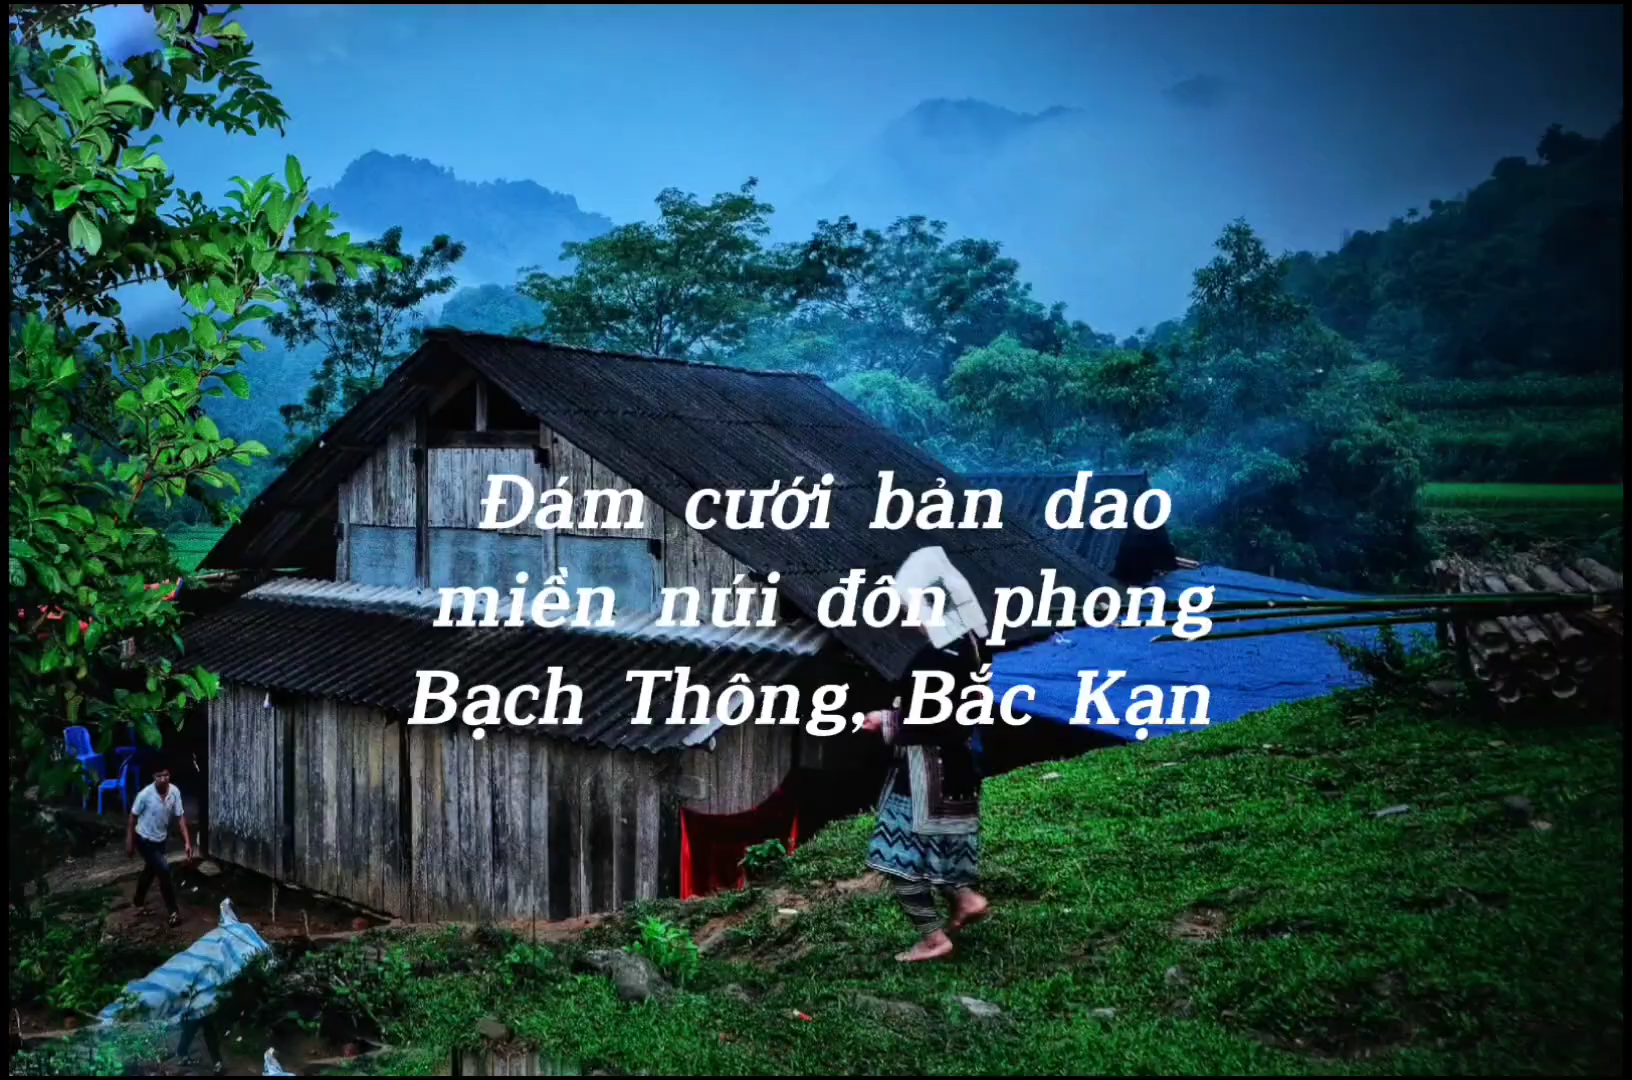 Đám cưới bản dao
miền núi đôn phong
Bạch Thông, Bắc Kạn